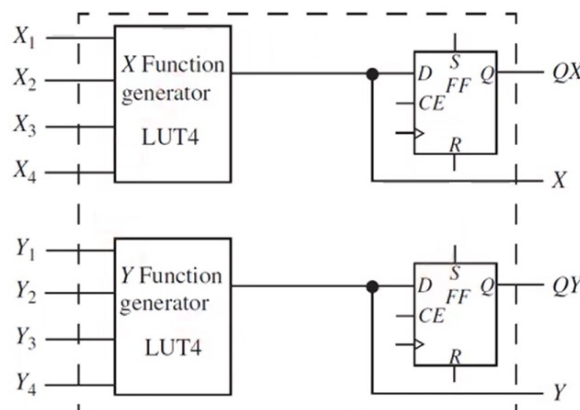 X₁
X₂
X₃
X₄
X Function
generator
LUT4
S
D
Q
FF
CE
R
QX
X
Y₁
Y₂
Y₃
Y₄
Y Function
generator
LUT4
S
D
Q
FF
CE
R
QY
Y